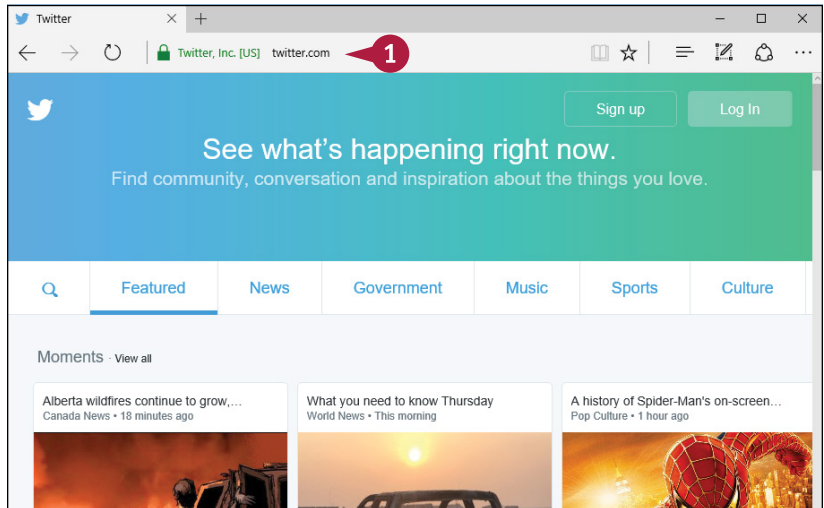 Twitter
Twitter, Inc. [US] twitter.com
1
Sign up
Log In
See what's happening right now.
Find community, conversation and inspiration about the things you love.
Featured
News
Government
Music
Sports
Culture
Moments · View all
Alberta wildfires continue to grow,...
Canada News • 18 minutes ago
What you need to know Thursday
World News • This morning
A history of Spider-Man's on-screen...
Pop Culture • 1 hour ago